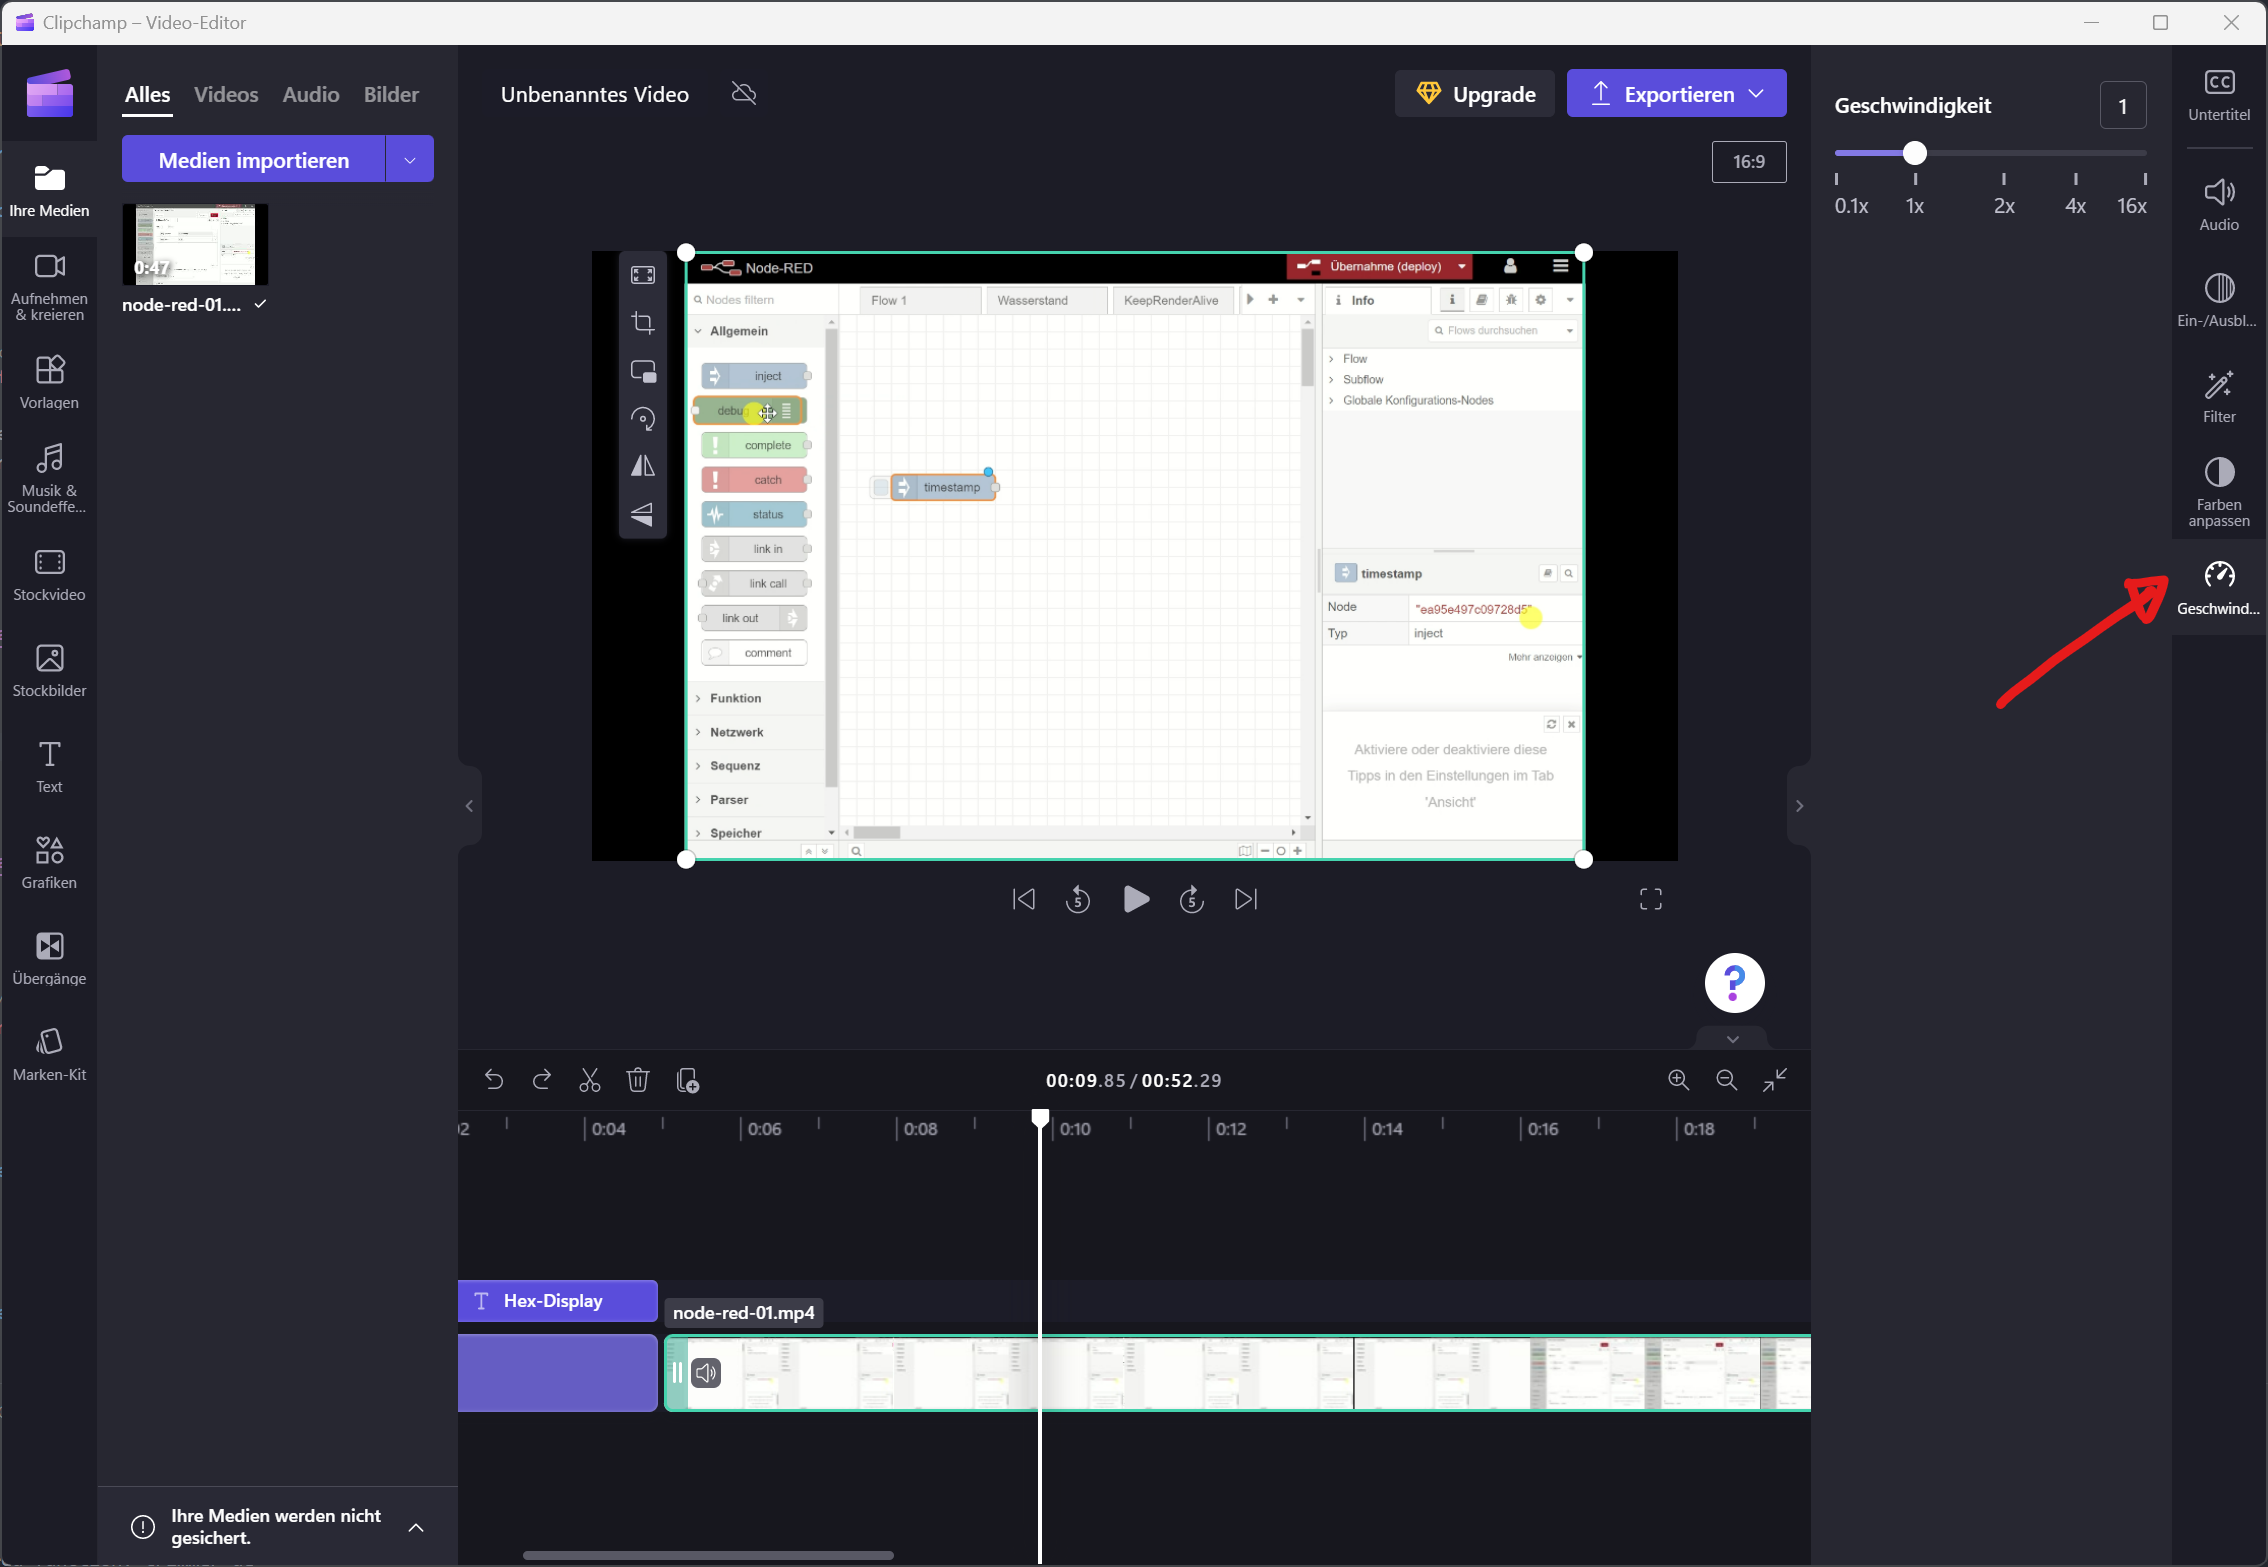 Clipchamp – Video-Editor
Alles
Videos
Audio
Bilder
Medien importieren
0:47
node-red-01....
Ihre Medien
Aufnehmen
& kreieren
Vorlagen
Musik &
Soundeffe...
Stockvideo
Stockbilder
Text
Grafiken
Übergänge
Marken-Kit
Ihre Medien werden nicht
gesichert.
Unbenanntes Video
Upgrade
Exportieren
16:9
Node-RED
Übernahme (deploy)
Nodes filtern
Flow 1
Wasserstand
KeepRenderAlive
Info
Flows durchsuchen
Allgemein
inject
debug
complete
catch
status
link in
link call
link out
comment
Funktion
Netzwerk
Sequenz
Parser
Speicher
timestamp
Flow
Subflow
Globale Konfigurations-Nodes
timestamp
Node
"ea95e497c09728d5"
Typ
inject
Mehr anzeigen
Aktiviere oder deaktiviere diese
Tipps in den Einstellungen im Tab
'Ansicht'
5
5
?
00:09.85 / 00:52.29
0:04
0:06
0:08
0:10
0:12
0:14
0:16
0:18
Hex-Display
node-red-01.mp4
Geschwindigkeit
1
0.1x
1x
2x
4x
16x
CC
Untertitel
Audio
Ein-/Ausbl...
Filter
Farben
anpassen
Geschwind...